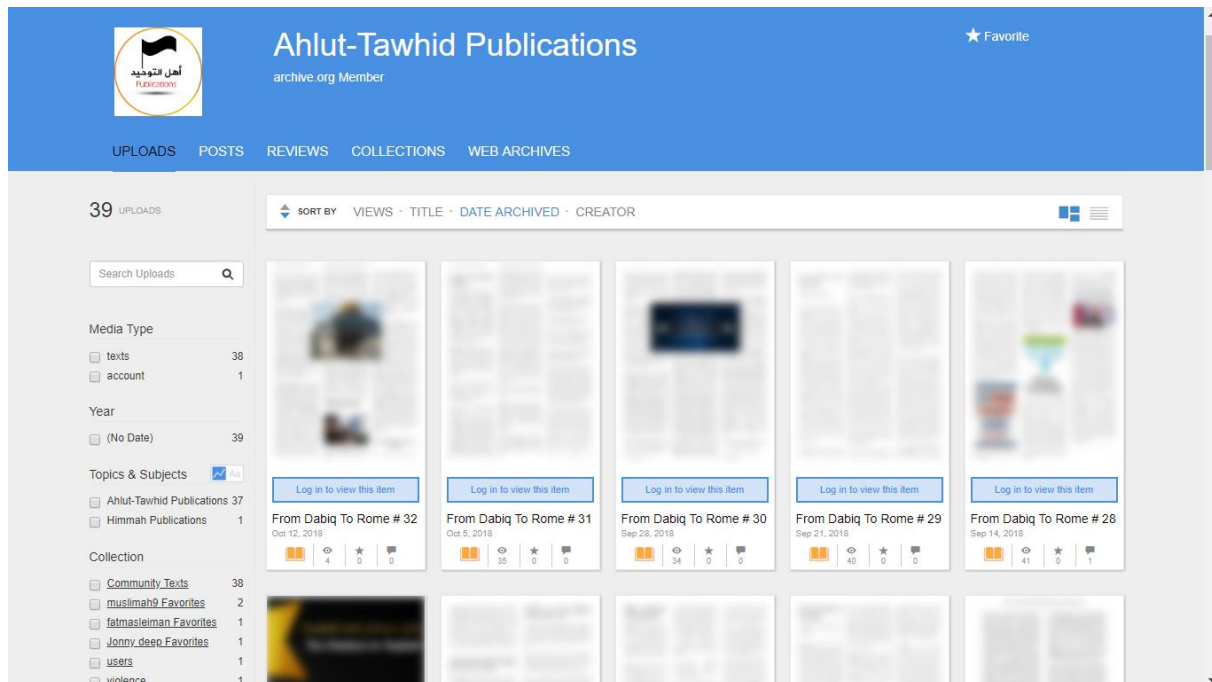 أهل التوحيد
Publications
Ahlut-Tawhid Publications
archive.org Member
Favorite
UPLOADS POSTS REVIEWS COLLECTIONS WEB ARCHIVES
39 UPLOADS
SORT BY VIEWS · TITLE · DATE ARCHIVED · CREATOR
Search Uploads
Media Type
texts 38
account 1
Year
(No Date) 39
Topics & Subjects Aa
Ahlut-Tawhid Publications 37
Himmah Publications 1
Collection
Community Texts 38
muslimah9 Favorites 2
fatmasleiman Favorites 1
Jonny deep Favorites 1
users 1
violence 1
Log in to view this item
From Dabiq To Rome # 32
Oct 12, 2018
4 0 0
Log in to view this item
From Dabiq To Rome # 31
Oct 5, 2018
35 0 0
Log in to view this item
From Dabiq To Rome # 30
Sep 28, 2018
34 0 0
Log in to view this item
From Dabiq To Rome # 29
Sep 21, 2018
40 0 0
Log in to view this item
From Dabiq To Rome # 28
Sep 14, 2018
41 0 1